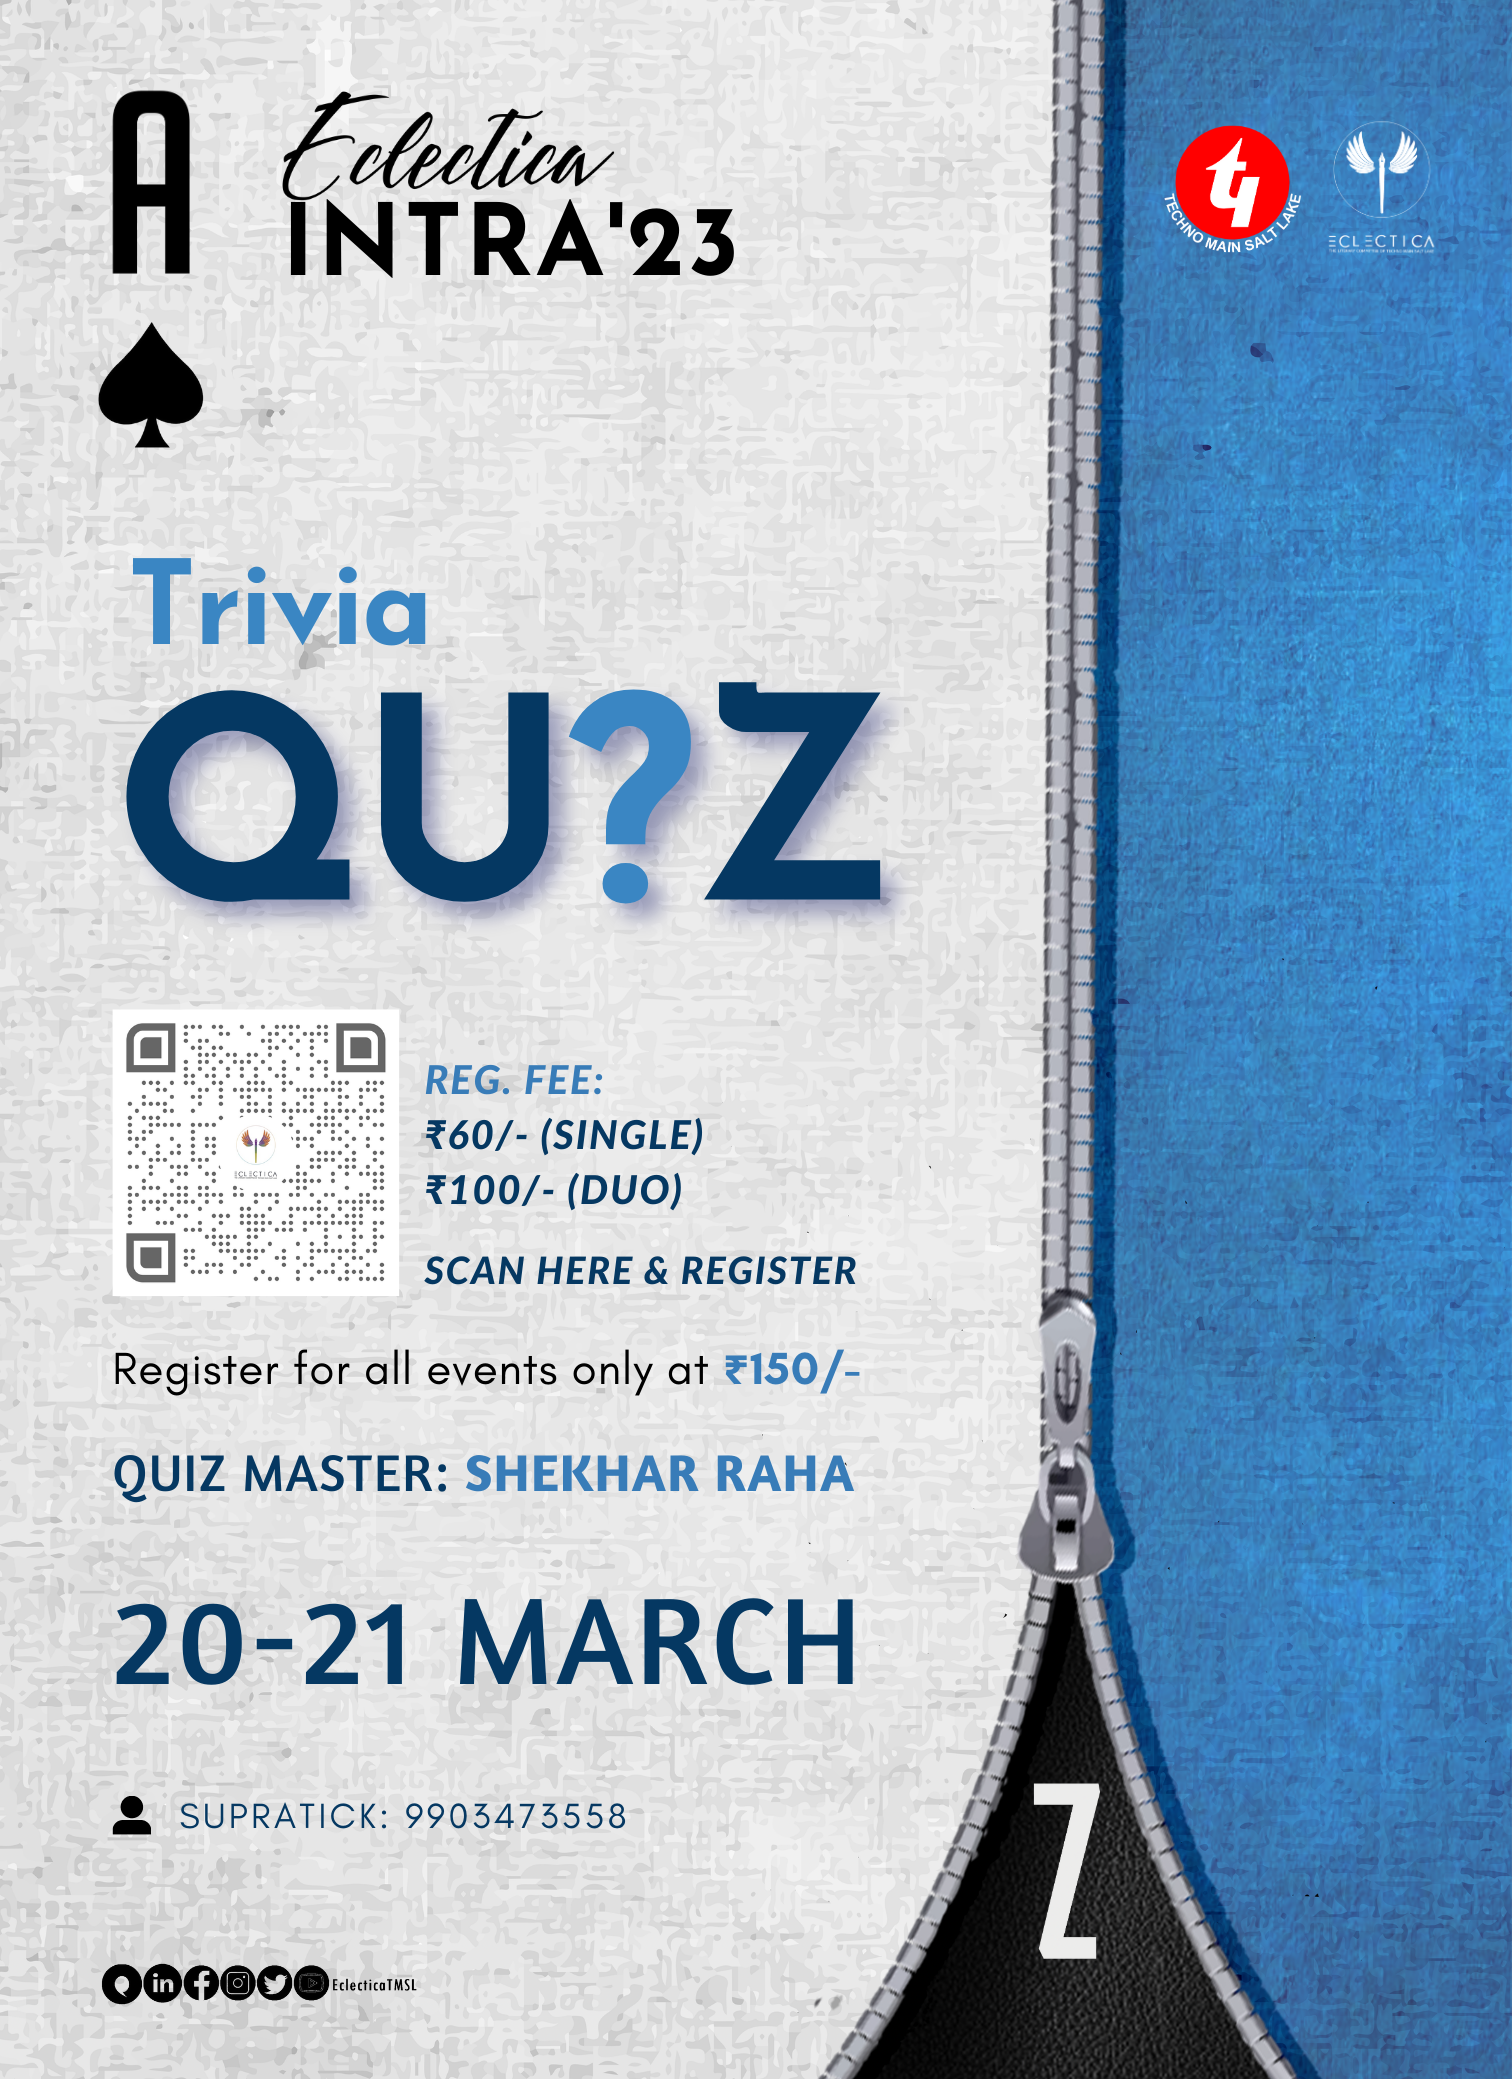 A
Eclectica
INTRA'23
TECHNO MAIN SALT LAKE
ECLECTICA
Trivia
QU?Z
ECLECTICA
REG. FEE:
₹60/- (SINGLE)
₹100/- (DUO)
SCAN HERE & REGISTER
Register for all events only at ₹150/-
QUIZ MASTER: SHEKHAR RAHA
20-21 MARCH
SUPRATICK: 9903473558
Z
EclecticaTMSL